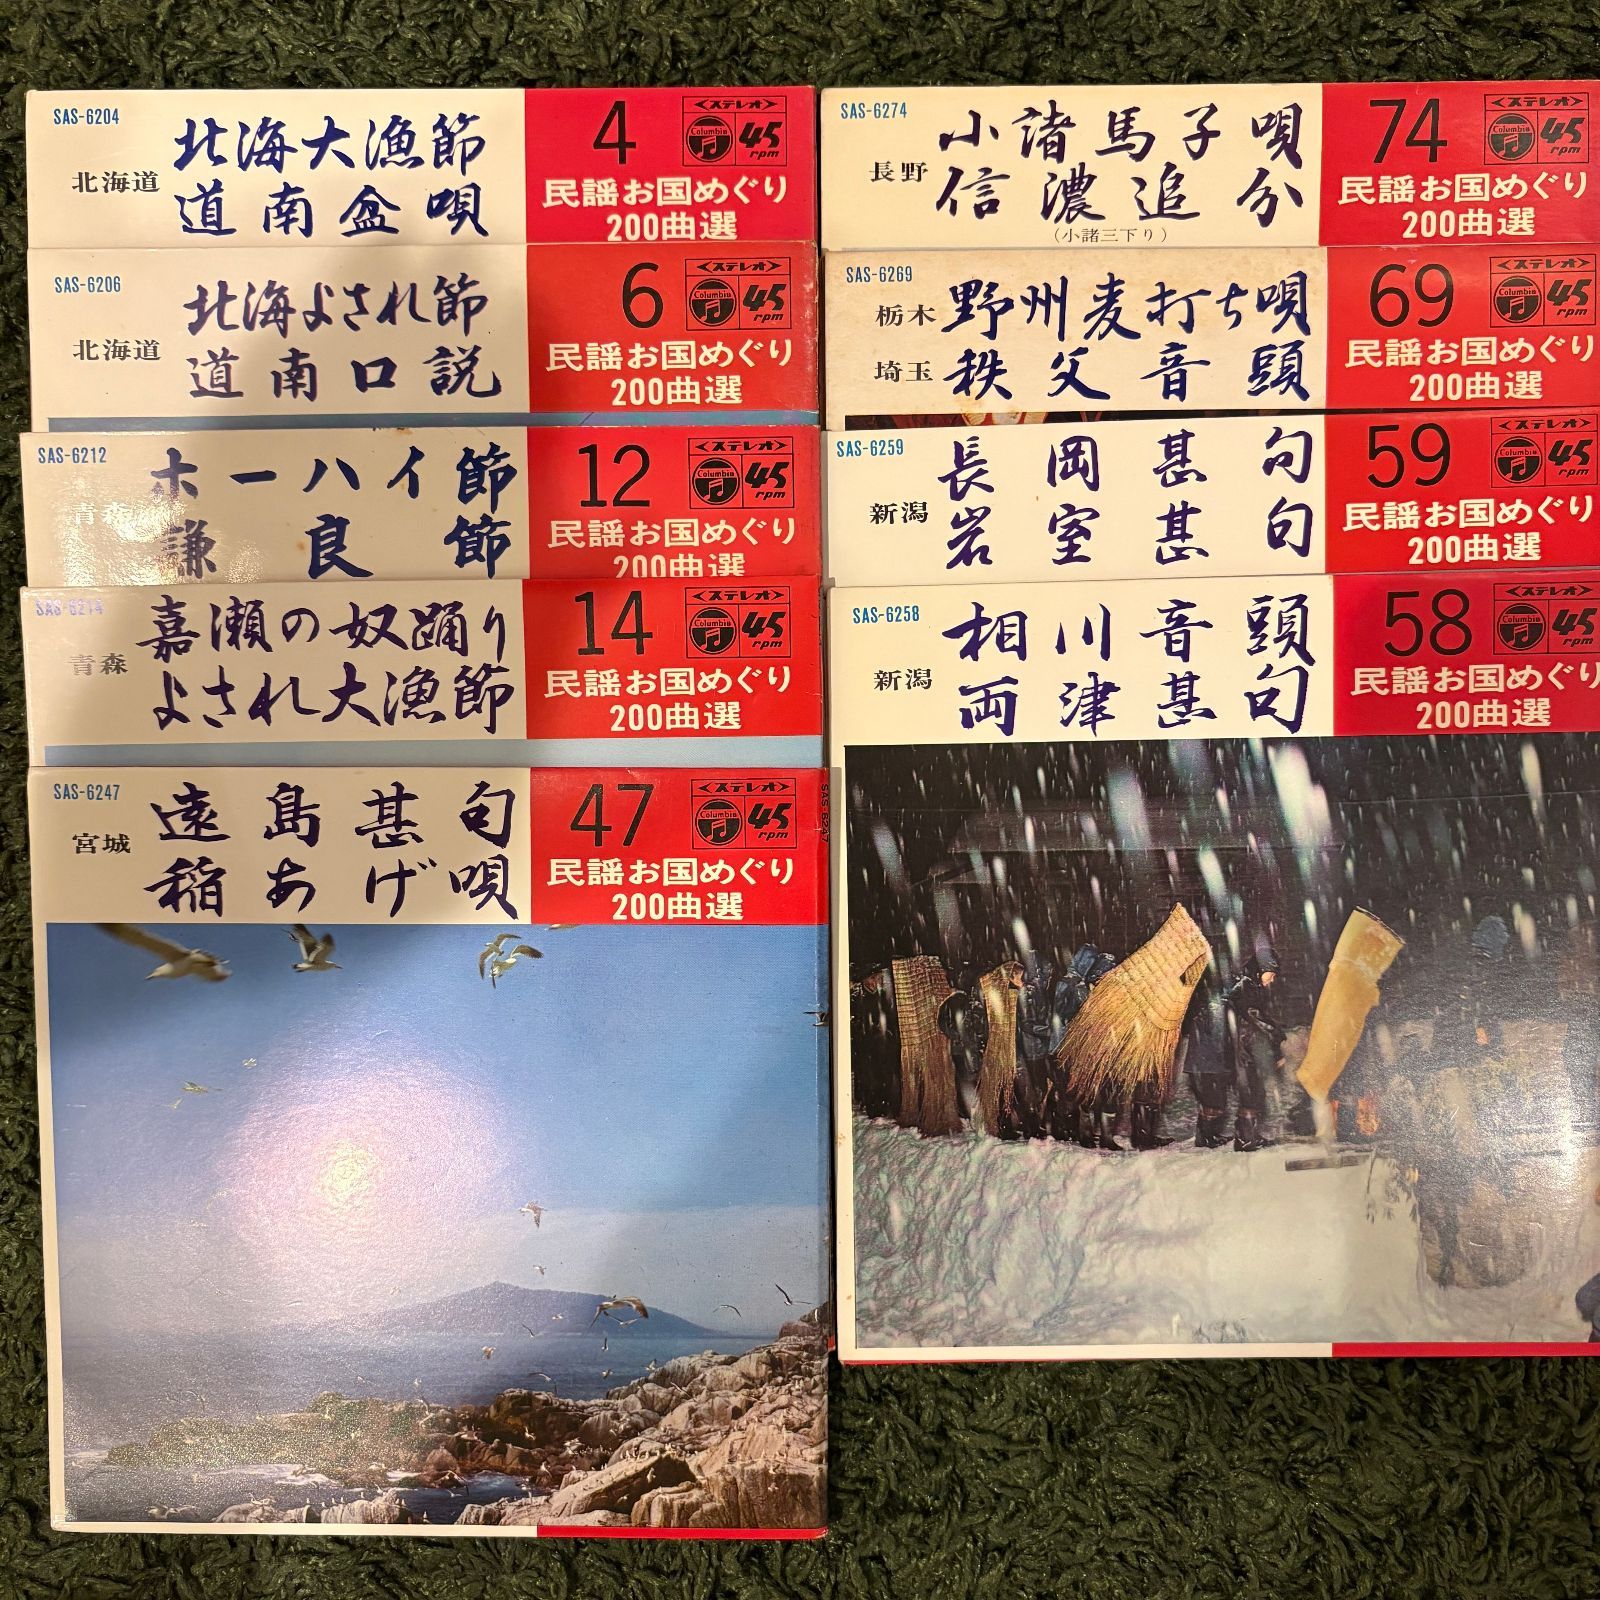 SAS-6204
北海道
北海大漁節
道南盆唄
4
<ステレオ>
Columbia
45
rpm
民謡お国めぐり
200曲選
SAS-6206
北海道
北海よされ節
道南口説
6
<ステレオ>
Columbia
45
rpm
民謡お国めぐり
200曲選
SAS-6212
青森
ホーハイ節
謙良節
12
<ステレオ>
Columbia
45
rpm
民謡お国めぐり
200曲選
SAS-6214
青森
嘉瀬の奴踊り
よされ大漁節
14
<ステレオ>
Columbia
45
rpm
民謡お国めぐり
200曲選
SAS-6247
宮城
遠島甚句
稲あげ唄
47
<ステレオ>
Columbia
45
rpm
民謡お国めぐり
200曲選
SAS-6247
SAS-6274
長野
小諸馬子唄
信濃追分
(小諸三下り)
74
<ステレオ>
Columbia
45
rpm
民謡お国めぐり
200曲選
SAS-6269
栃木 野州麦打ち唄
埼玉 秩父音頭
69
<ステレオ>
Columbia
45
rpm
民謡お国めぐり
200曲選
SAS-6259
新潟
長岡甚句
岩室甚句
59
<ステレオ>
Columbia
45
rpm
民謡お国めぐり
200曲選
SAS-6258
新潟
相川音頭
両津甚句
58
<ステレオ>
Columbia
45
rpm
民謡お国めぐり
200曲選